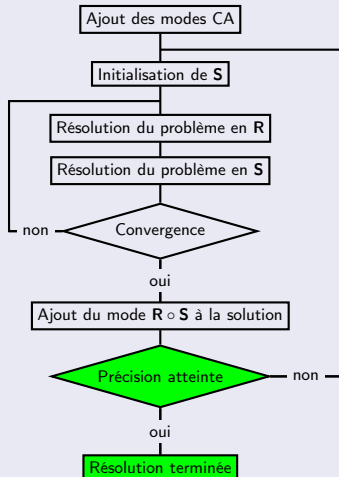 Ajout des modes CA
Initialisation de S
Résolution du problème en R
Résolution du problème en S
non
Convergence
oui
Ajout du mode R ∘ S à la solution
Précision atteinte
non
oui
Résolution terminée